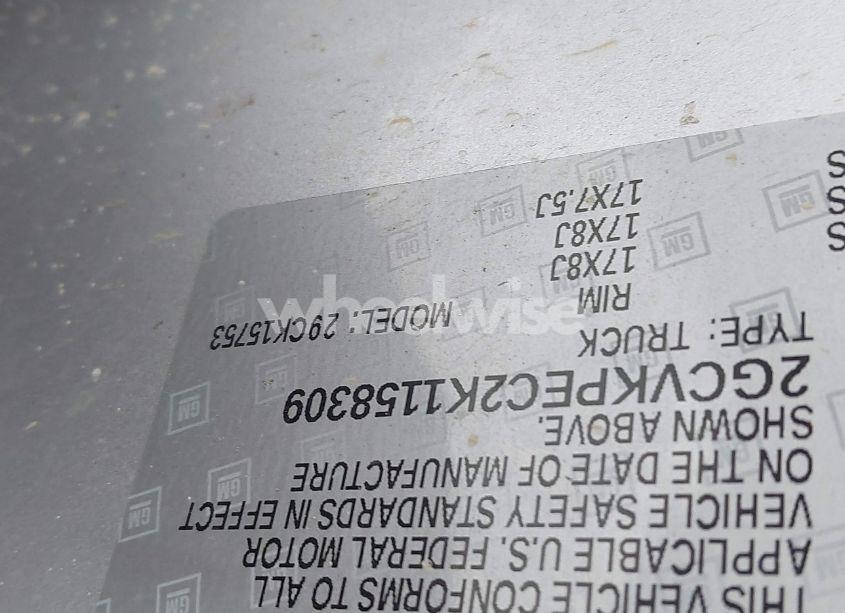 THIS VEHICLE CONFORMS TO ALL
APPLICABLE U.S. FEDERAL MOTOR
VEHICLE SAFETY STANDARDS IN EFFECT
ON THE DATE OF MANUFACTURE
SHOWN ABOVE.
2GCVKPEC2K1158309
TYPE: TRUCK MODEL: 29CK15753
RIM
17X8J
S 17X8J
S 17X7.5J
S
GM
wheelwise